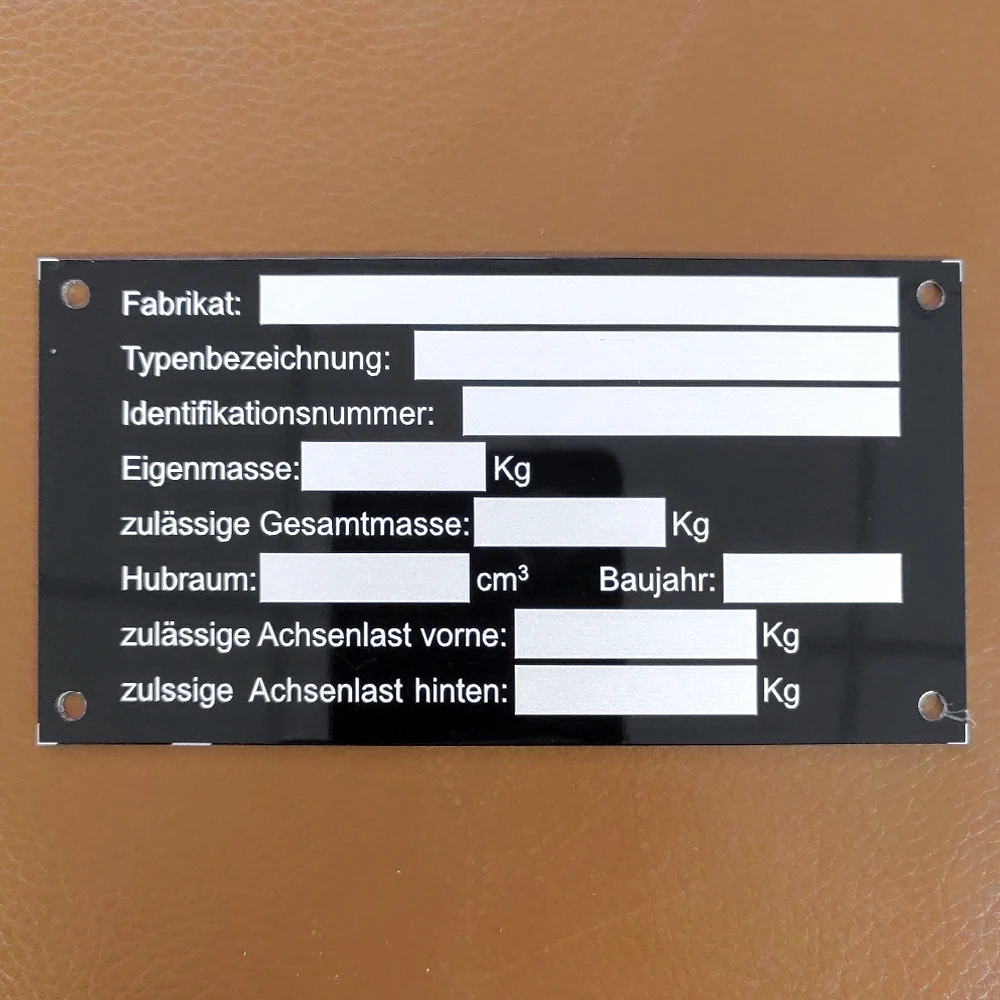 Fabrikat:
Typenbezeichnung:
Identifikationsnummer:
Eigenmasse: Kg
zulässige Gesamtmasse: Kg
Hubraum: cm³ Baujahr:
zulässige Achsenlast vorne: Kg
zulssige Achsenlast hinten: Kg